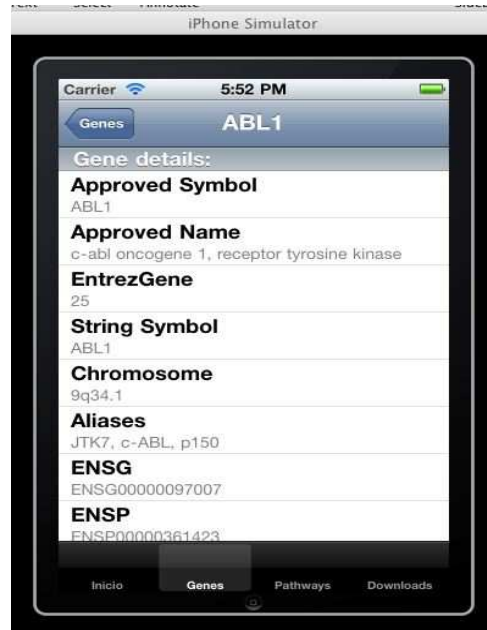 iPhone Simulator
Carrier 5:52 PM
Genes ABL1
Gene details:
Approved Symbol
ABL1
Approved Name
c-abl oncogene 1, receptor tyrosine kinase
EntrezGene
25
String Symbol
ABL1
Chromosome
9q34.1
Aliases
JTK7, c-ABL, p150
ENSG
ENSG00000097007
ENSP
ENSP00000361423
Inicio Genes Pathways Downloads